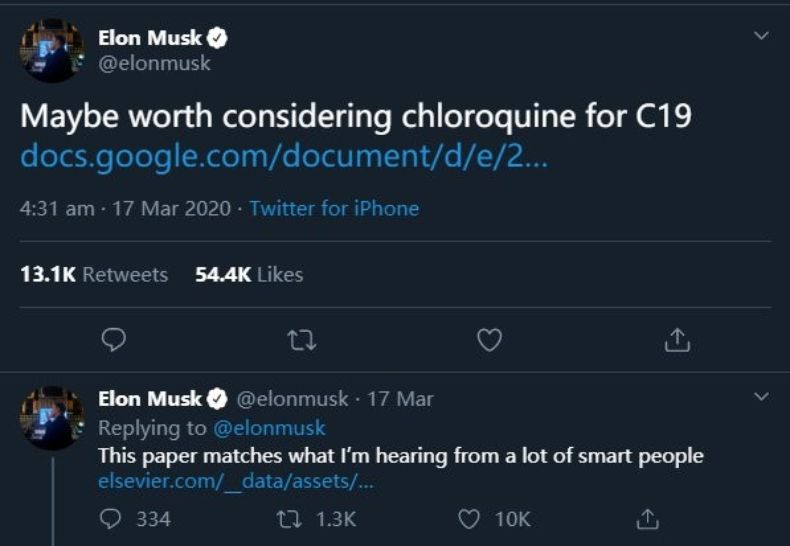 Elon Musk
@elonmusk
Maybe worth considering chloroquine for C19
docs.google.com/document/d/e/2...
4:31 am · 17 Mar 2020 · Twitter for iPhone
13.1K Retweets 54.4K Likes
Elon Musk @elonmusk · 17 Mar
Replying to @elonmusk
This paper matches what I'm hearing from a lot of smart people
elsevier.com/__data/assets/...
334 1.3K 10K